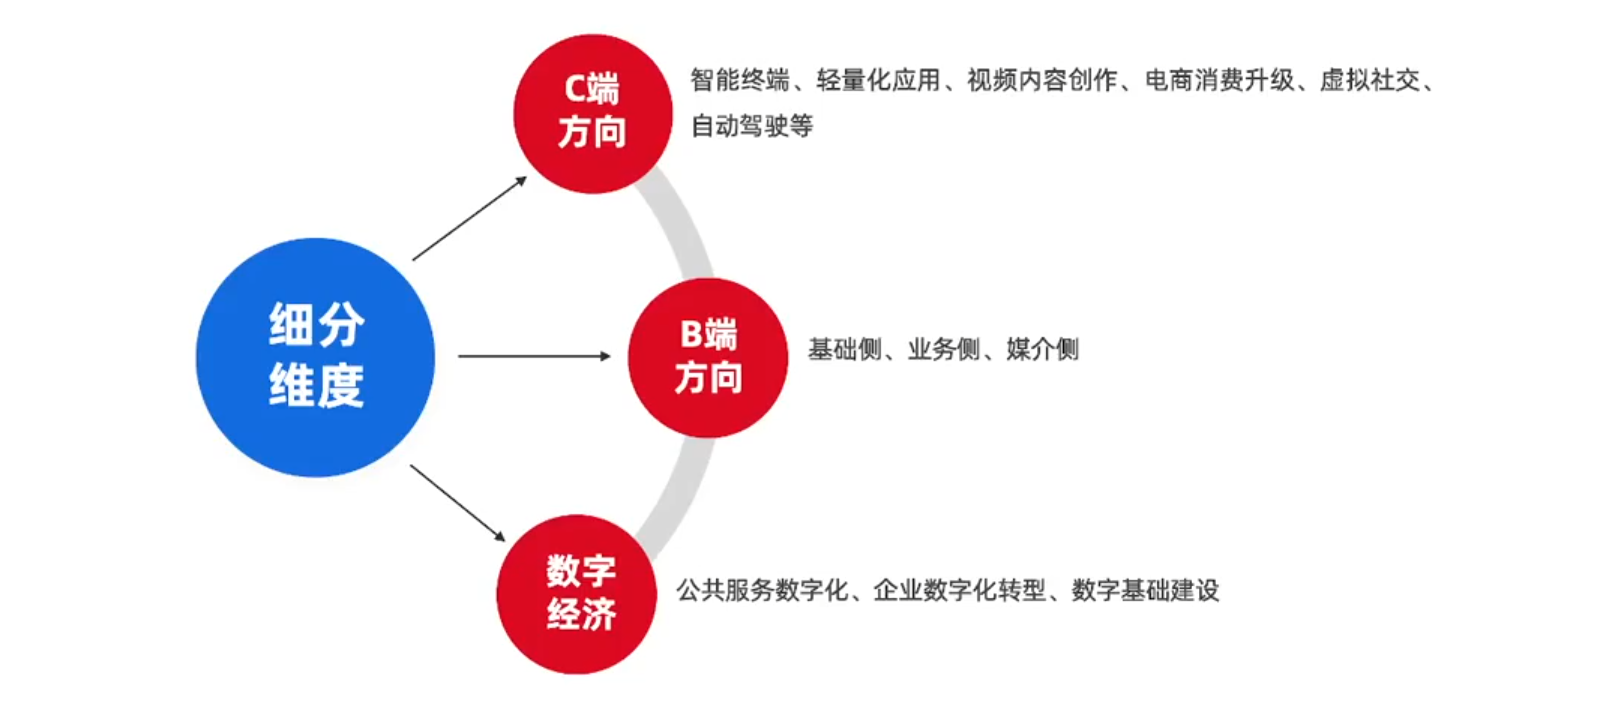 细分
维度
C端
方向
智能终端、轻量化应用、视频内容创作、电商消费升级、虚拟社交、
自动驾驶等
B端
方向
基础侧、业务侧、媒介侧
数字
经济
公共服务数字化、企业数字化转型、数字基础建设